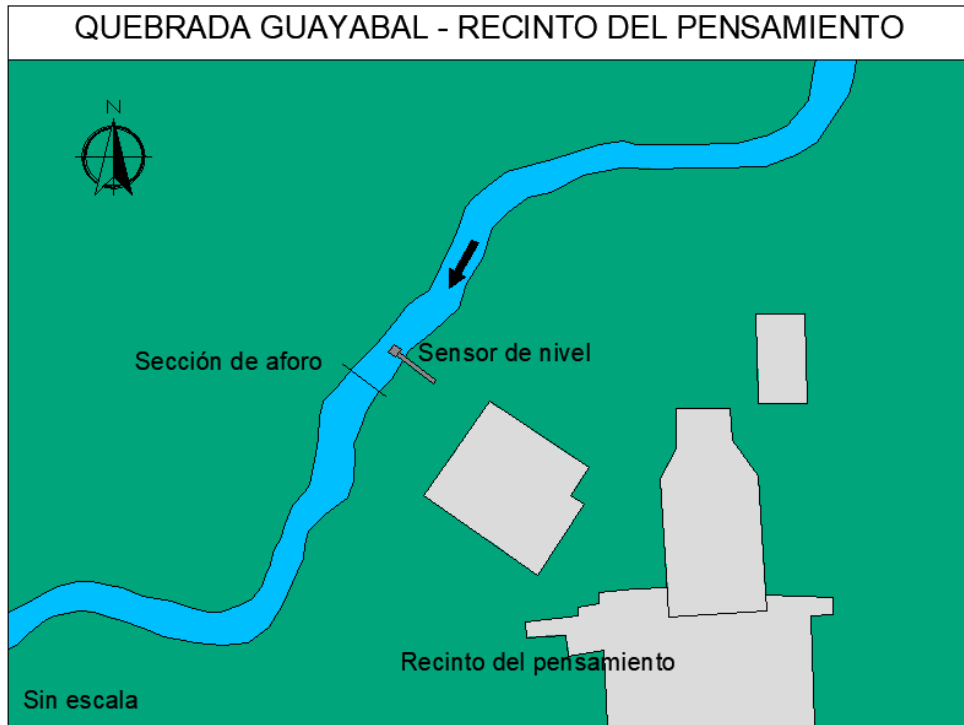 QUEBRADA GUAYABAL - RECINTO DEL PENSAMIENTO
N
Sensor de nivel
Sección de aforo
Recinto del pensamiento
Sin escala